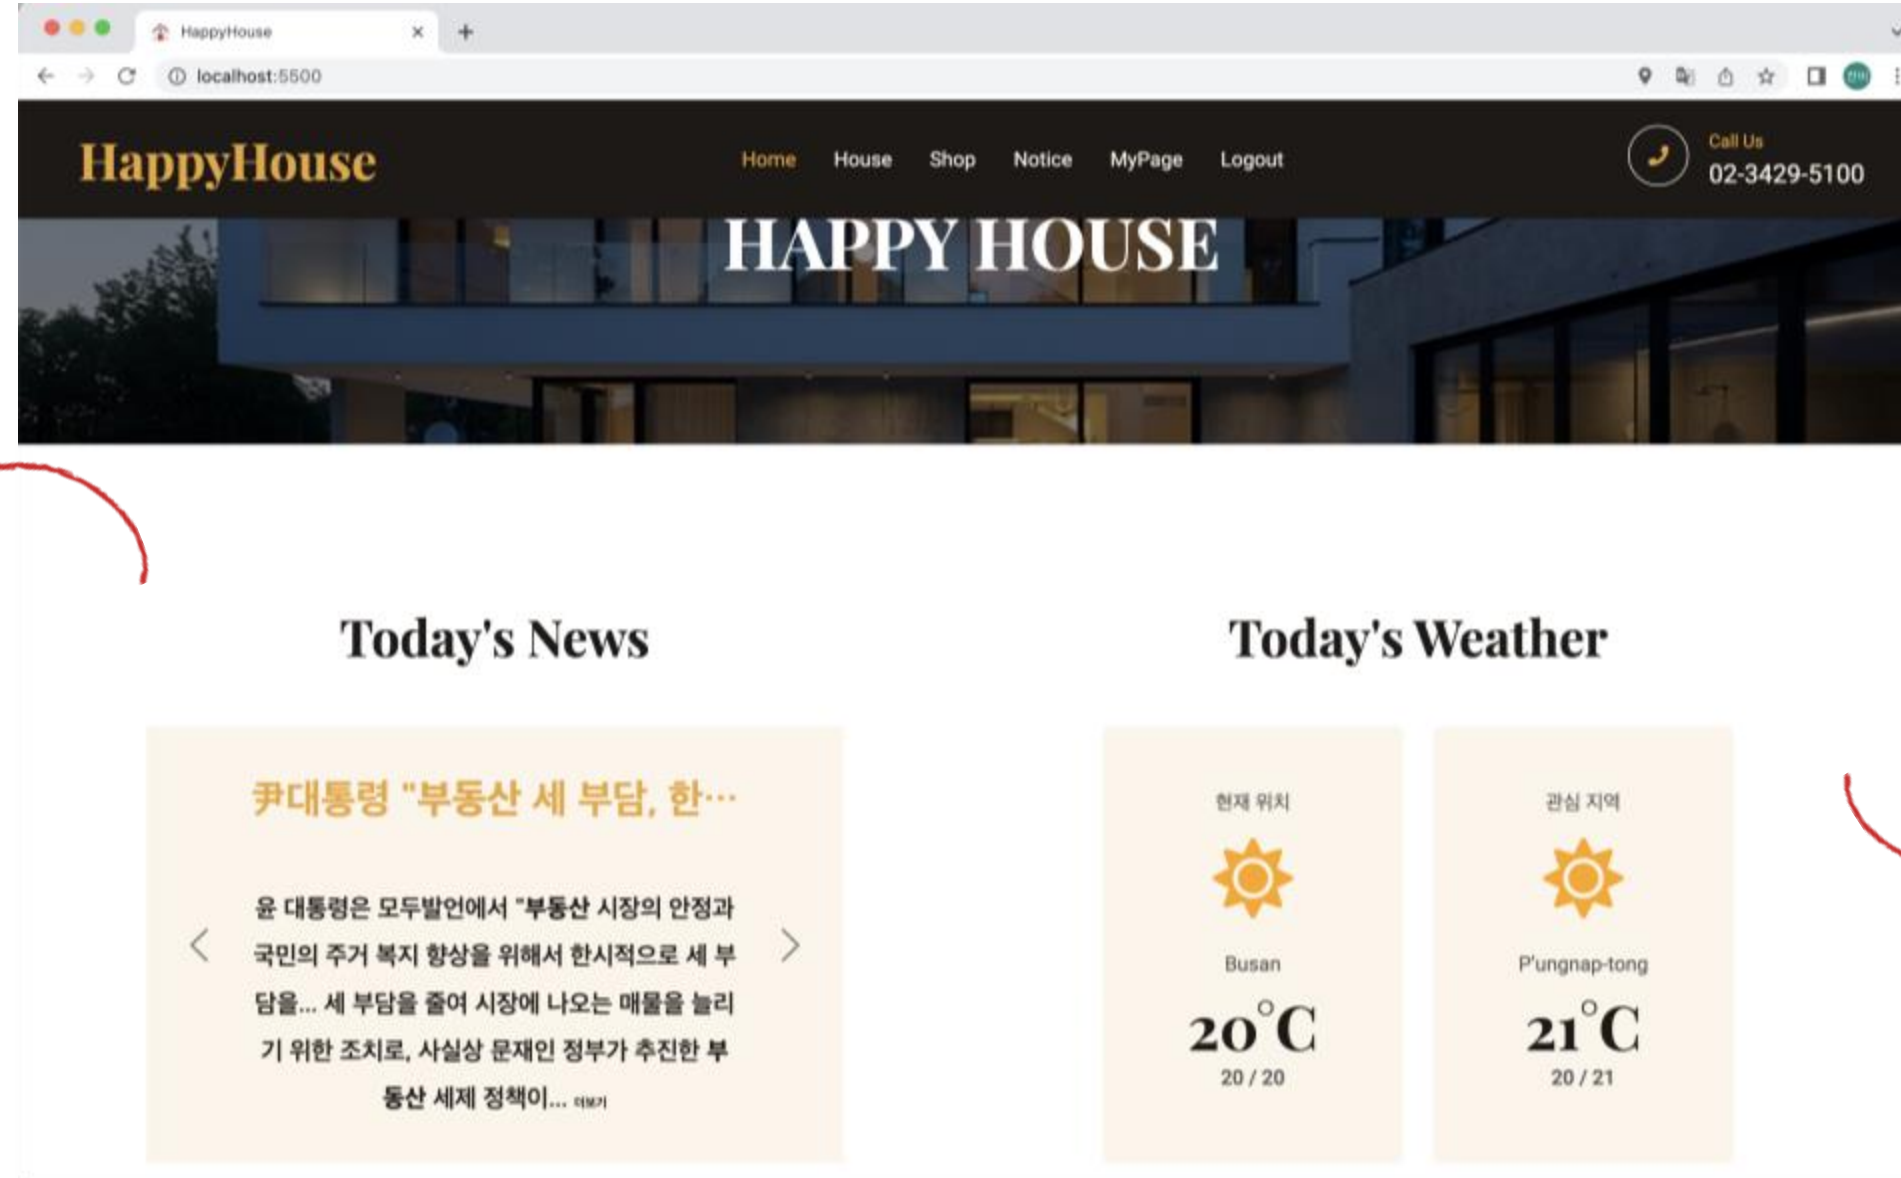 HappyHouse
localhost:5500
HappyHouse
Home House Shop Notice MyPage Logout
Call Us
02-3429-5100
HAPPY HOUSE
Today's News
尹대통령 "부동산 세 부담, 한…
윤 대통령은 모두발언에서 "부동산 시장의 안정과
국민의 주거 복지 향상을 위해서 한시적으로 세 부
담을... 세 부담을 줄여 시장에 나오는 매물을 늘리
기 위한 조치로, 사실상 문재인 정부가 추진한 부
동산 세제 정책이... 더보기
Today's Weather
현재 위치
Busan
20°C
20 / 20
관심 지역
P'ungnap-tong
21°C
20 / 21